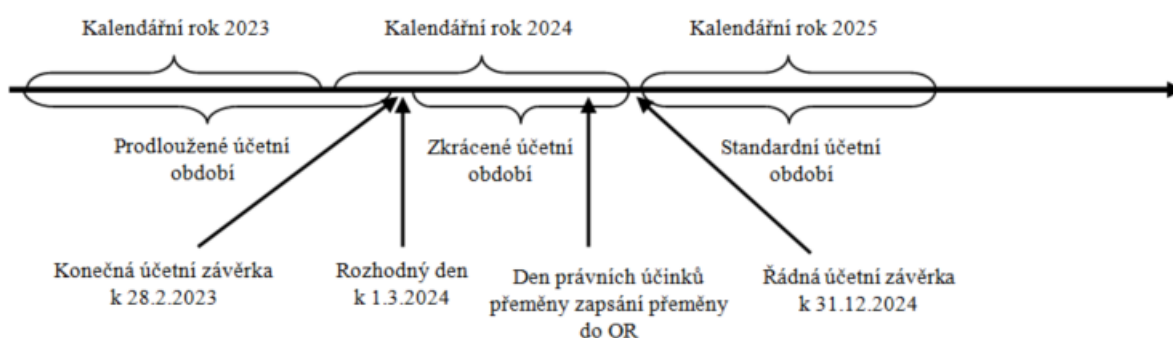 Kalendářní rok 2023
Kalendářní rok 2024
Kalendářní rok 2025
Prodloužené účetní
období
Zkrácené účetní
období
Standardní účetní
období
Konečná účetní závěrka
k 28.2.2023
Rozhodný den
k 1.3.2024
Den právních účinků
přeměny zapsání přeměny
do OR
Řádná účetní závěrka
k 31.12.2024